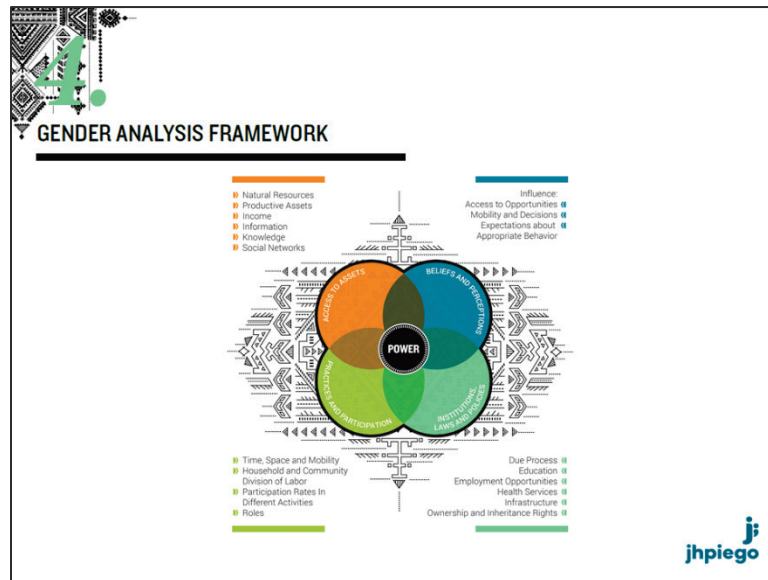 4.
GENDER ANALYSIS FRAMEWORK
Natural Resources
Productive Assets
Income
Information
Knowledge
Social Networks
Influence:
Access to Opportunities
Mobility and Decisions
Expectations about
Appropriate Behavior
ACCESS TO ASSETS
BELIEFS AND PERCEPTIONS
POWER
PRACTICES AND PARTICIPATION
INSTITUTIONS,
LAWS AND POLICIES
Time, Space and Mobility
Household and Community
Division of Labor
Participation Rates In
Different Activities
Roles
Due Process
Education
Employment Opportunities
Health Services
Infrastructure
Ownership and Inheritance Rights
jhpiego